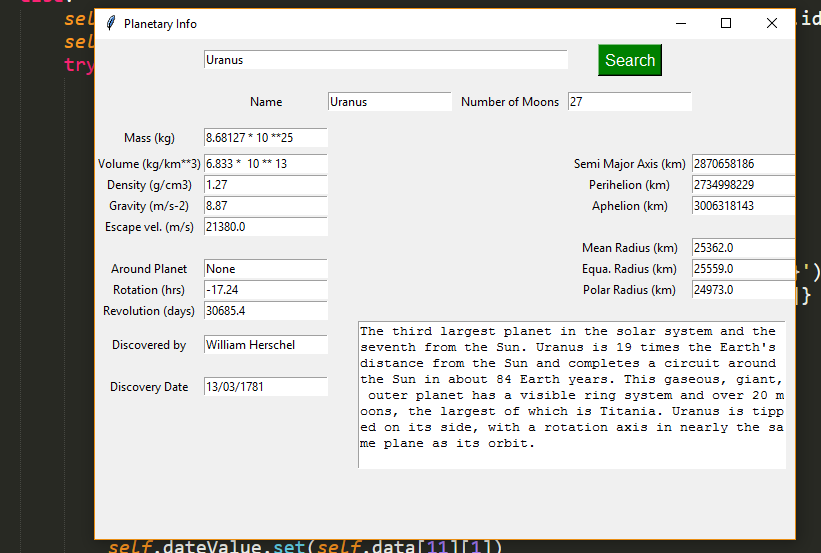 self
.id
self
try
Planetary Info
Uranus
Search
Name Uranus Number of Moons 27
Mass (kg) 8.68127 * 10 **25
Volume (kg/km**3) 6.833 * 10 ** 13 Semi Major Axis (km) 2870658186
Density (g/cm3) 1.27 Perihelion (km) 2734998229
Gravity (m/s-2) 8.87 Aphelion (km) 3006318143
Escape vel. (m/s) 21380.0
Mean Radius (km) 25362.0
Around Planet None Equa. Radius (km) 25559.0
Rotation (hrs) -17.24 Polar Radius (km) 24973.0
Revolution (days) 30685.4
Discovered by William Herschel
Discovery Date 13/03/1781
The third largest planet in the solar system and the
seventh from the Sun. Uranus is 19 times the Earth's
distance from the Sun and completes a circuit around
the Sun in about 84 Earth years. This gaseous, giant,
outer planet has a visible ring system and over 20 m
oons, the largest of which is Titania. Uranus is tipp
ed on its side, with a rotation axis in nearly the sa
me plane as its orbit.
}')
]}
self.dateValue.set(self.data[11][1])